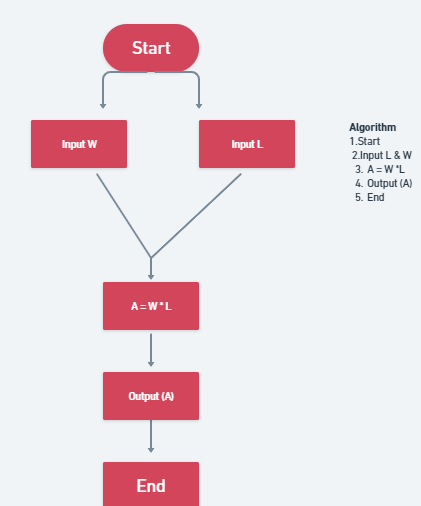 Start
Input W
Input L
Algorithm
1.Start
2.Input L & W
3. A = W *L
4. Output (A)
5. End
A = W * L
Output (A)
End